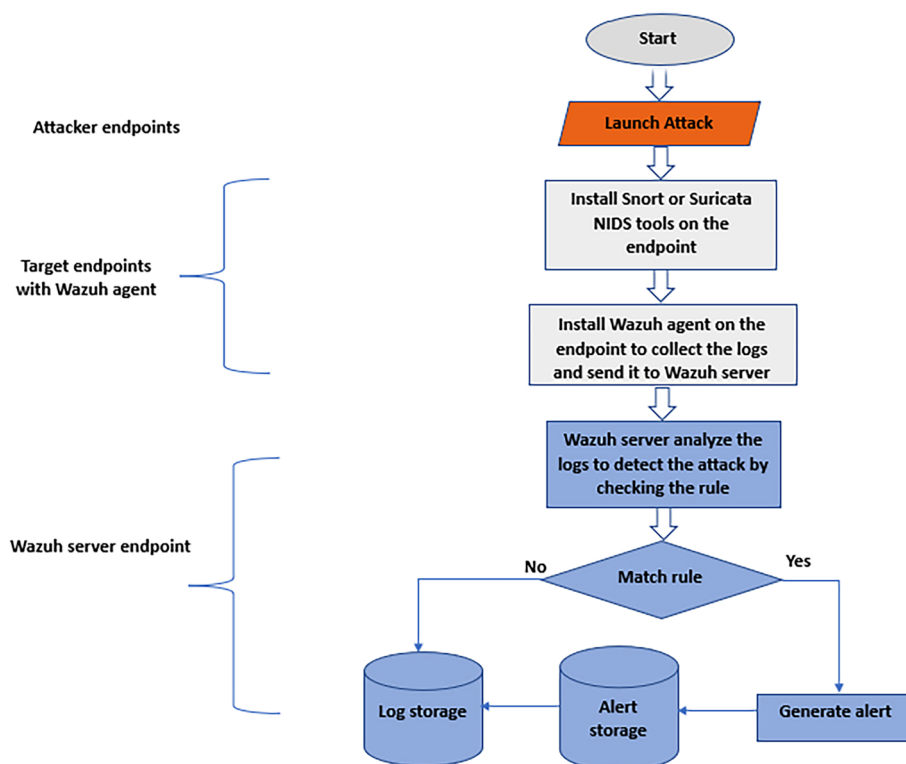 Start
Attacker endpoints
Launch Attack
Install Snort or Suricata
NIDS tools on the
endpoint
Target endpoints
with Wazuh agent
Install Wazuh agent on the
endpoint to collect the logs
and send it to Wazuh server
Wazuh server analyze the
logs to detect the attack by
checking the rule
Wazuh server endpoint
No
Match rule
Yes
Log storage
Alert
storage
Generate alert